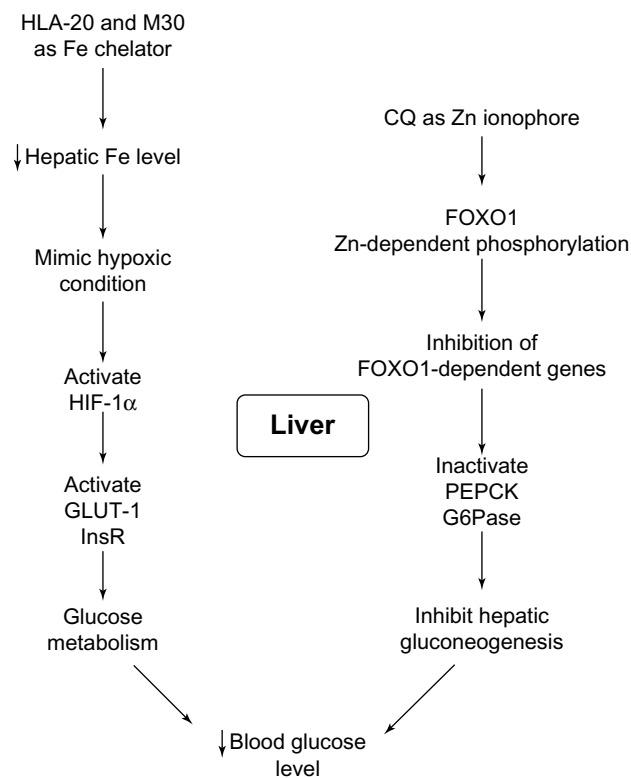 HLA-20 and M30
as Fe chelator
↓Hepatic Fe level
Mimic hypoxic
condition
Activate
HIF-1α
Activate
GLUT-1
InsR
Glucose
metabolism
CQ as Zn ionophore
FOXO1
Zn-dependent phosphorylation
Inhibition of
FOXO1-dependent genes
Inactivate
PEPCK
G6Pase
Inhibit hepatic
gluconeogenesis
Liver
↓Blood glucose
level